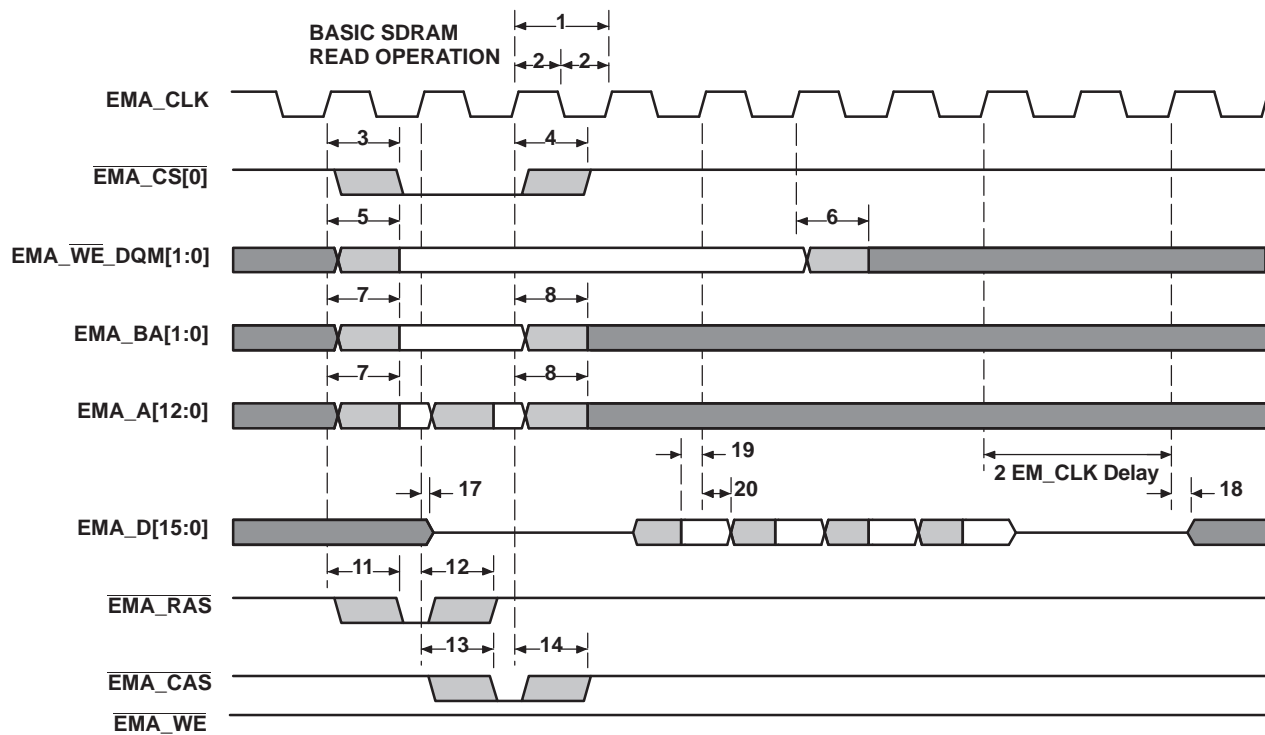 BASIC SDRAM
READ OPERATION
1
2 2
EMA_CLK
3 4
EMA_CS[0]
5 6
EMA_WE_DQM[1:0]
7 8
EMA_BA[1:0]
7 8
EMA_A[12:0]
19
2 EM_CLK Delay
17 20 18
EMA_D[15:0]
11 12
EMA_RAS
13 14
EMA_CAS
EMA_WE